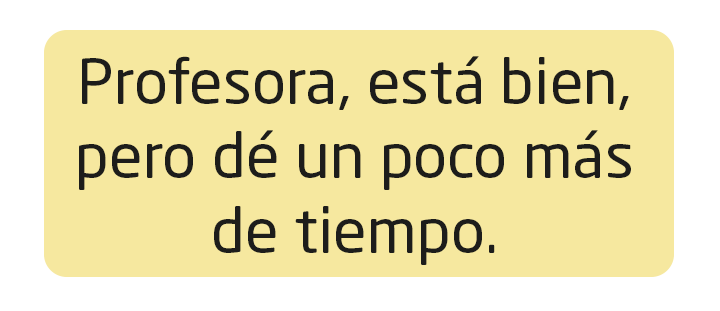 Profesora, está bien,
pero dé un poco más
de tiempo.